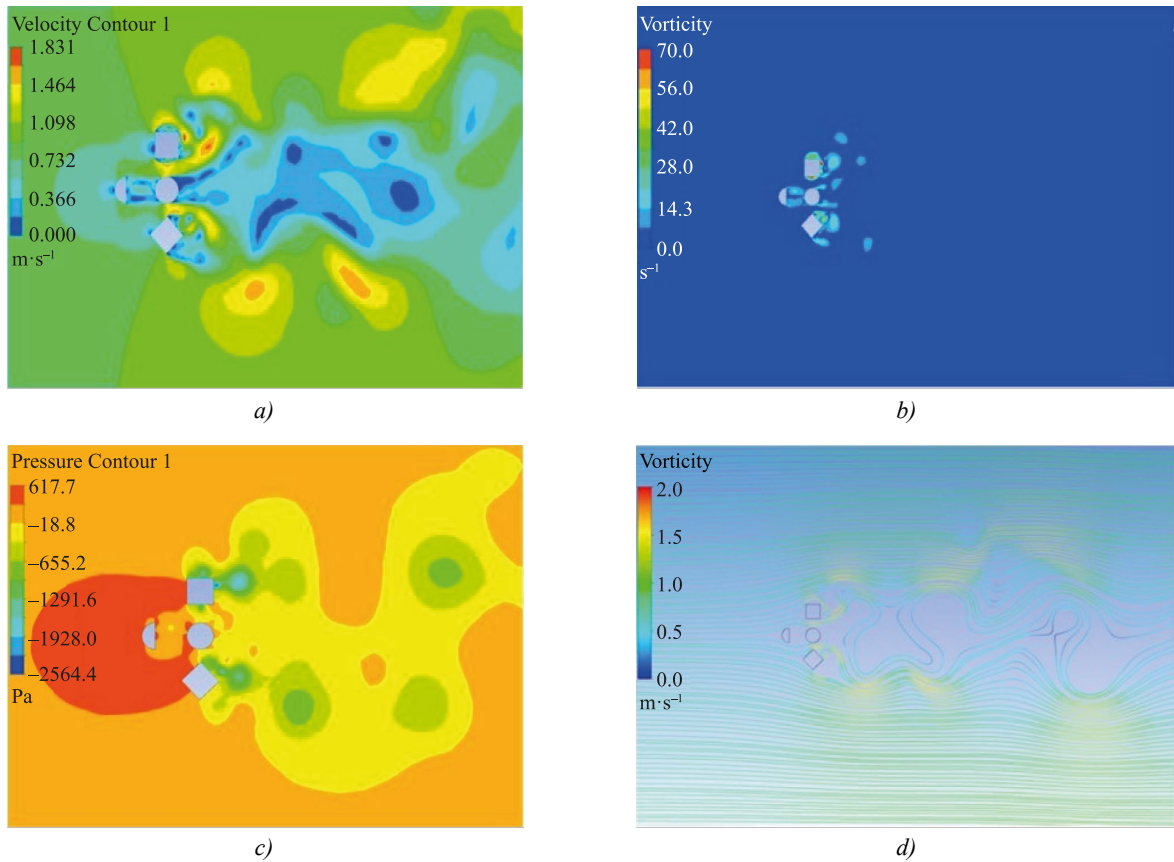 Velocity Contour 1
1.831
1.464
1.098
0.732
0.366
0.000
m·s⁻¹
a)
Vorticity
70.0
56.0
42.0
28.0
14.3
0.0
s⁻¹
b)
Pressure Contour 1
617.7
–18.8
–655.2
–1291.6
–1928.0
–2564.4
Pa
c)
Vorticity
2.0
1.5
1.0
0.5
0.0
m·s⁻¹
d)